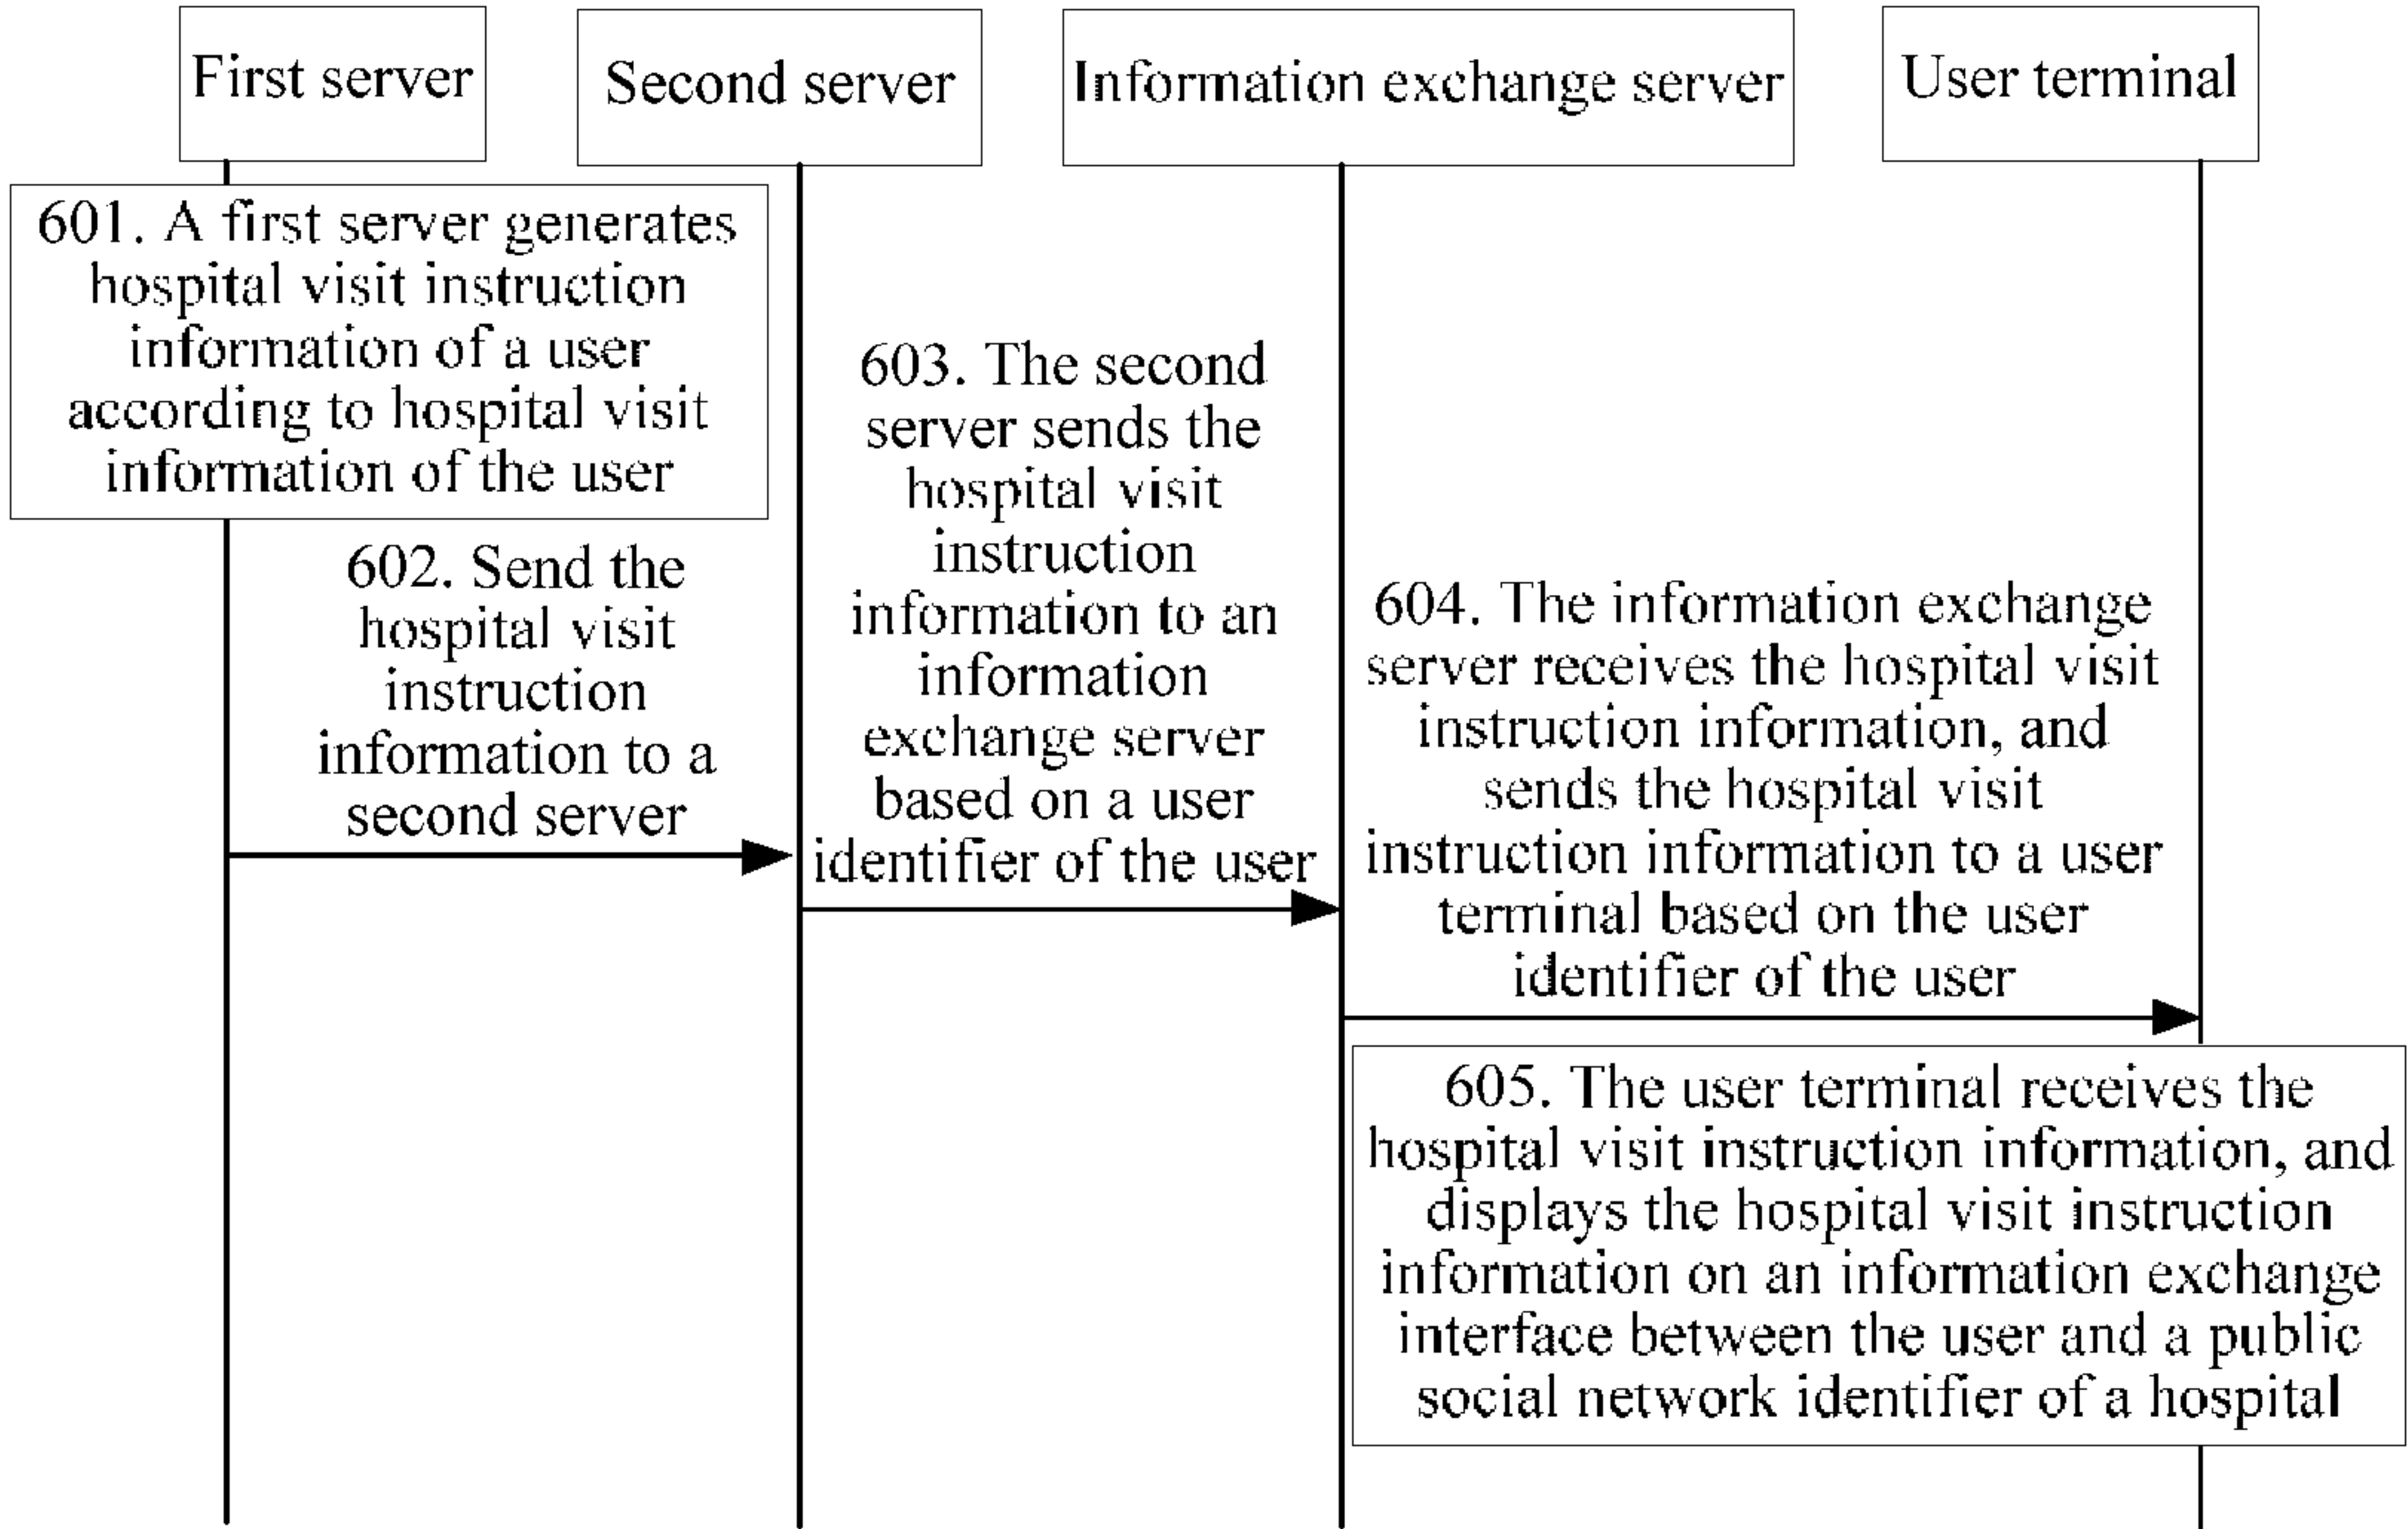 First server
Second server
Information exchange server
User terminal
601. A first server generates
hospital visit instruction
information of a user
according to hospital visit
information of the user
602. Send the
hospital visit
instruction
information to a
second server
603. The second
server sends the
hospital visit
instruction
information to an
information
exchange server
based on a user
identifier of the user
604. The information exchange
server receives the hospital visit
instruction information, and
sends the hospital visit
instruction information to a user
terminal based on the user
identifier of the user
605. The user terminal receives the
hospital visit instruction information, and
displays the hospital visit instruction
information on an information exchange
interface between the user and a public
social network identifier of a hospital